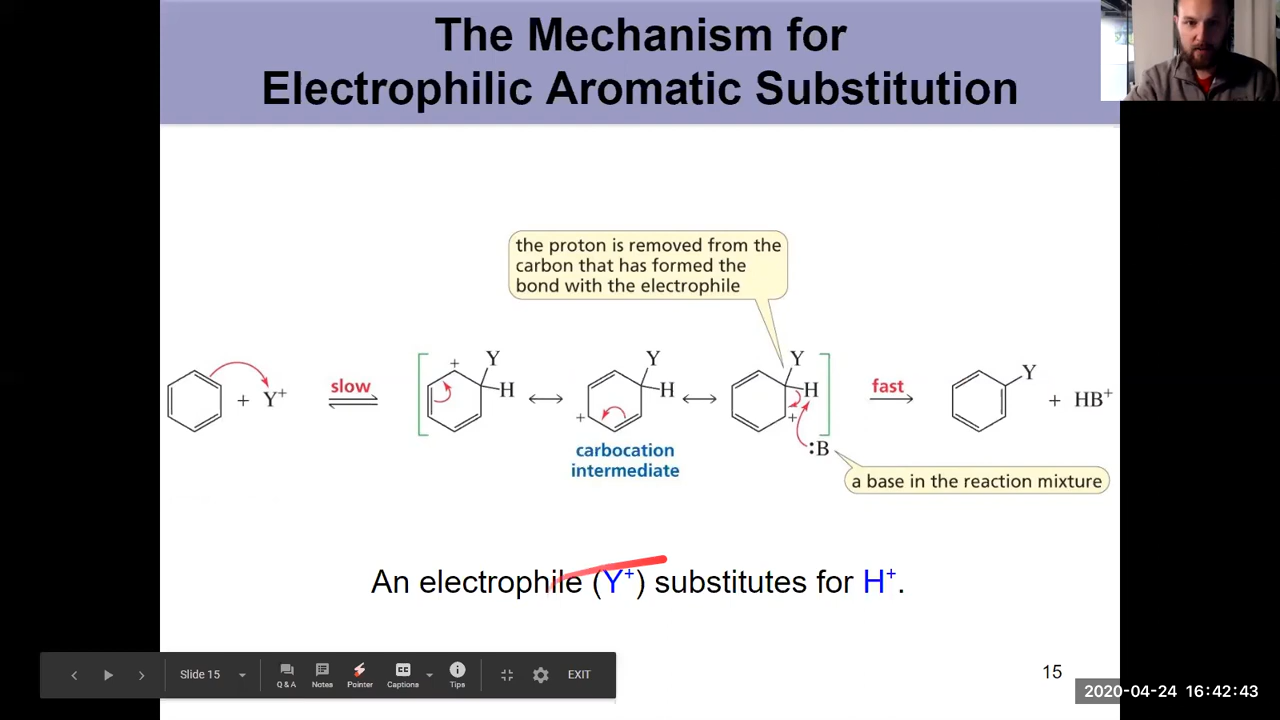 The Mechanism for
Electrophilic Aromatic Substitution
the proton is removed from the
carbon that has formed the
bond with the electrophile
+ Y+
slow
+ Y
H
Y
H
+
Y
H
+
fast
Y
+ HB+
carbocation
intermediate
:B
a base in the reaction mixture
An electrophile (Y+) substitutes for H+.
Slide 15
Q & A Notes Pointer Captions Tips
CC
EXIT
15
2020-04-24 16:42:43